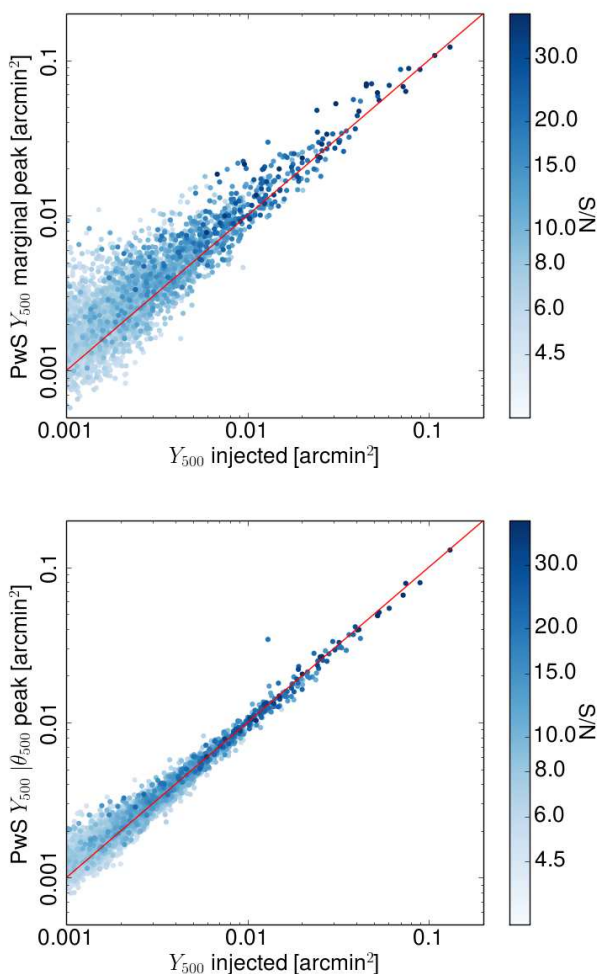 0.1
0.01
0.001
PwS Y500 marginal peak [arcmin²]
0.001 0.01 0.1
Y500 injected [arcmin²]
30.0
20.0
15.0
10.0
8.0
6.0
4.5
S/N
0.1
0.01
0.001
PwS Y500 |θ500 peak [arcmin²]
0.001 0.01 0.1
Y500 injected [arcmin²]
30.0
20.0
15.0
10.0
8.0
6.0
4.5
S/N